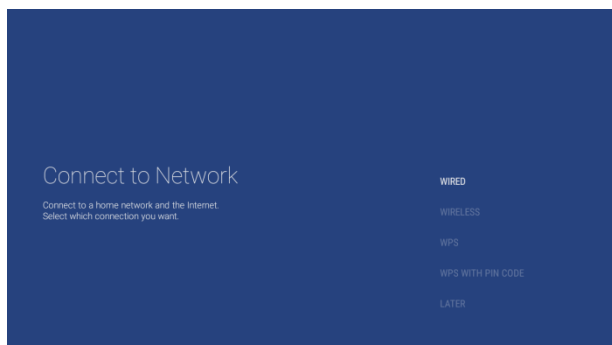 Connect to Network
Connect to a home network and the Internet.
Select which connection you want.
WIRED
WIRELESS
WPS
WPS WITH PIN CODE
LATER